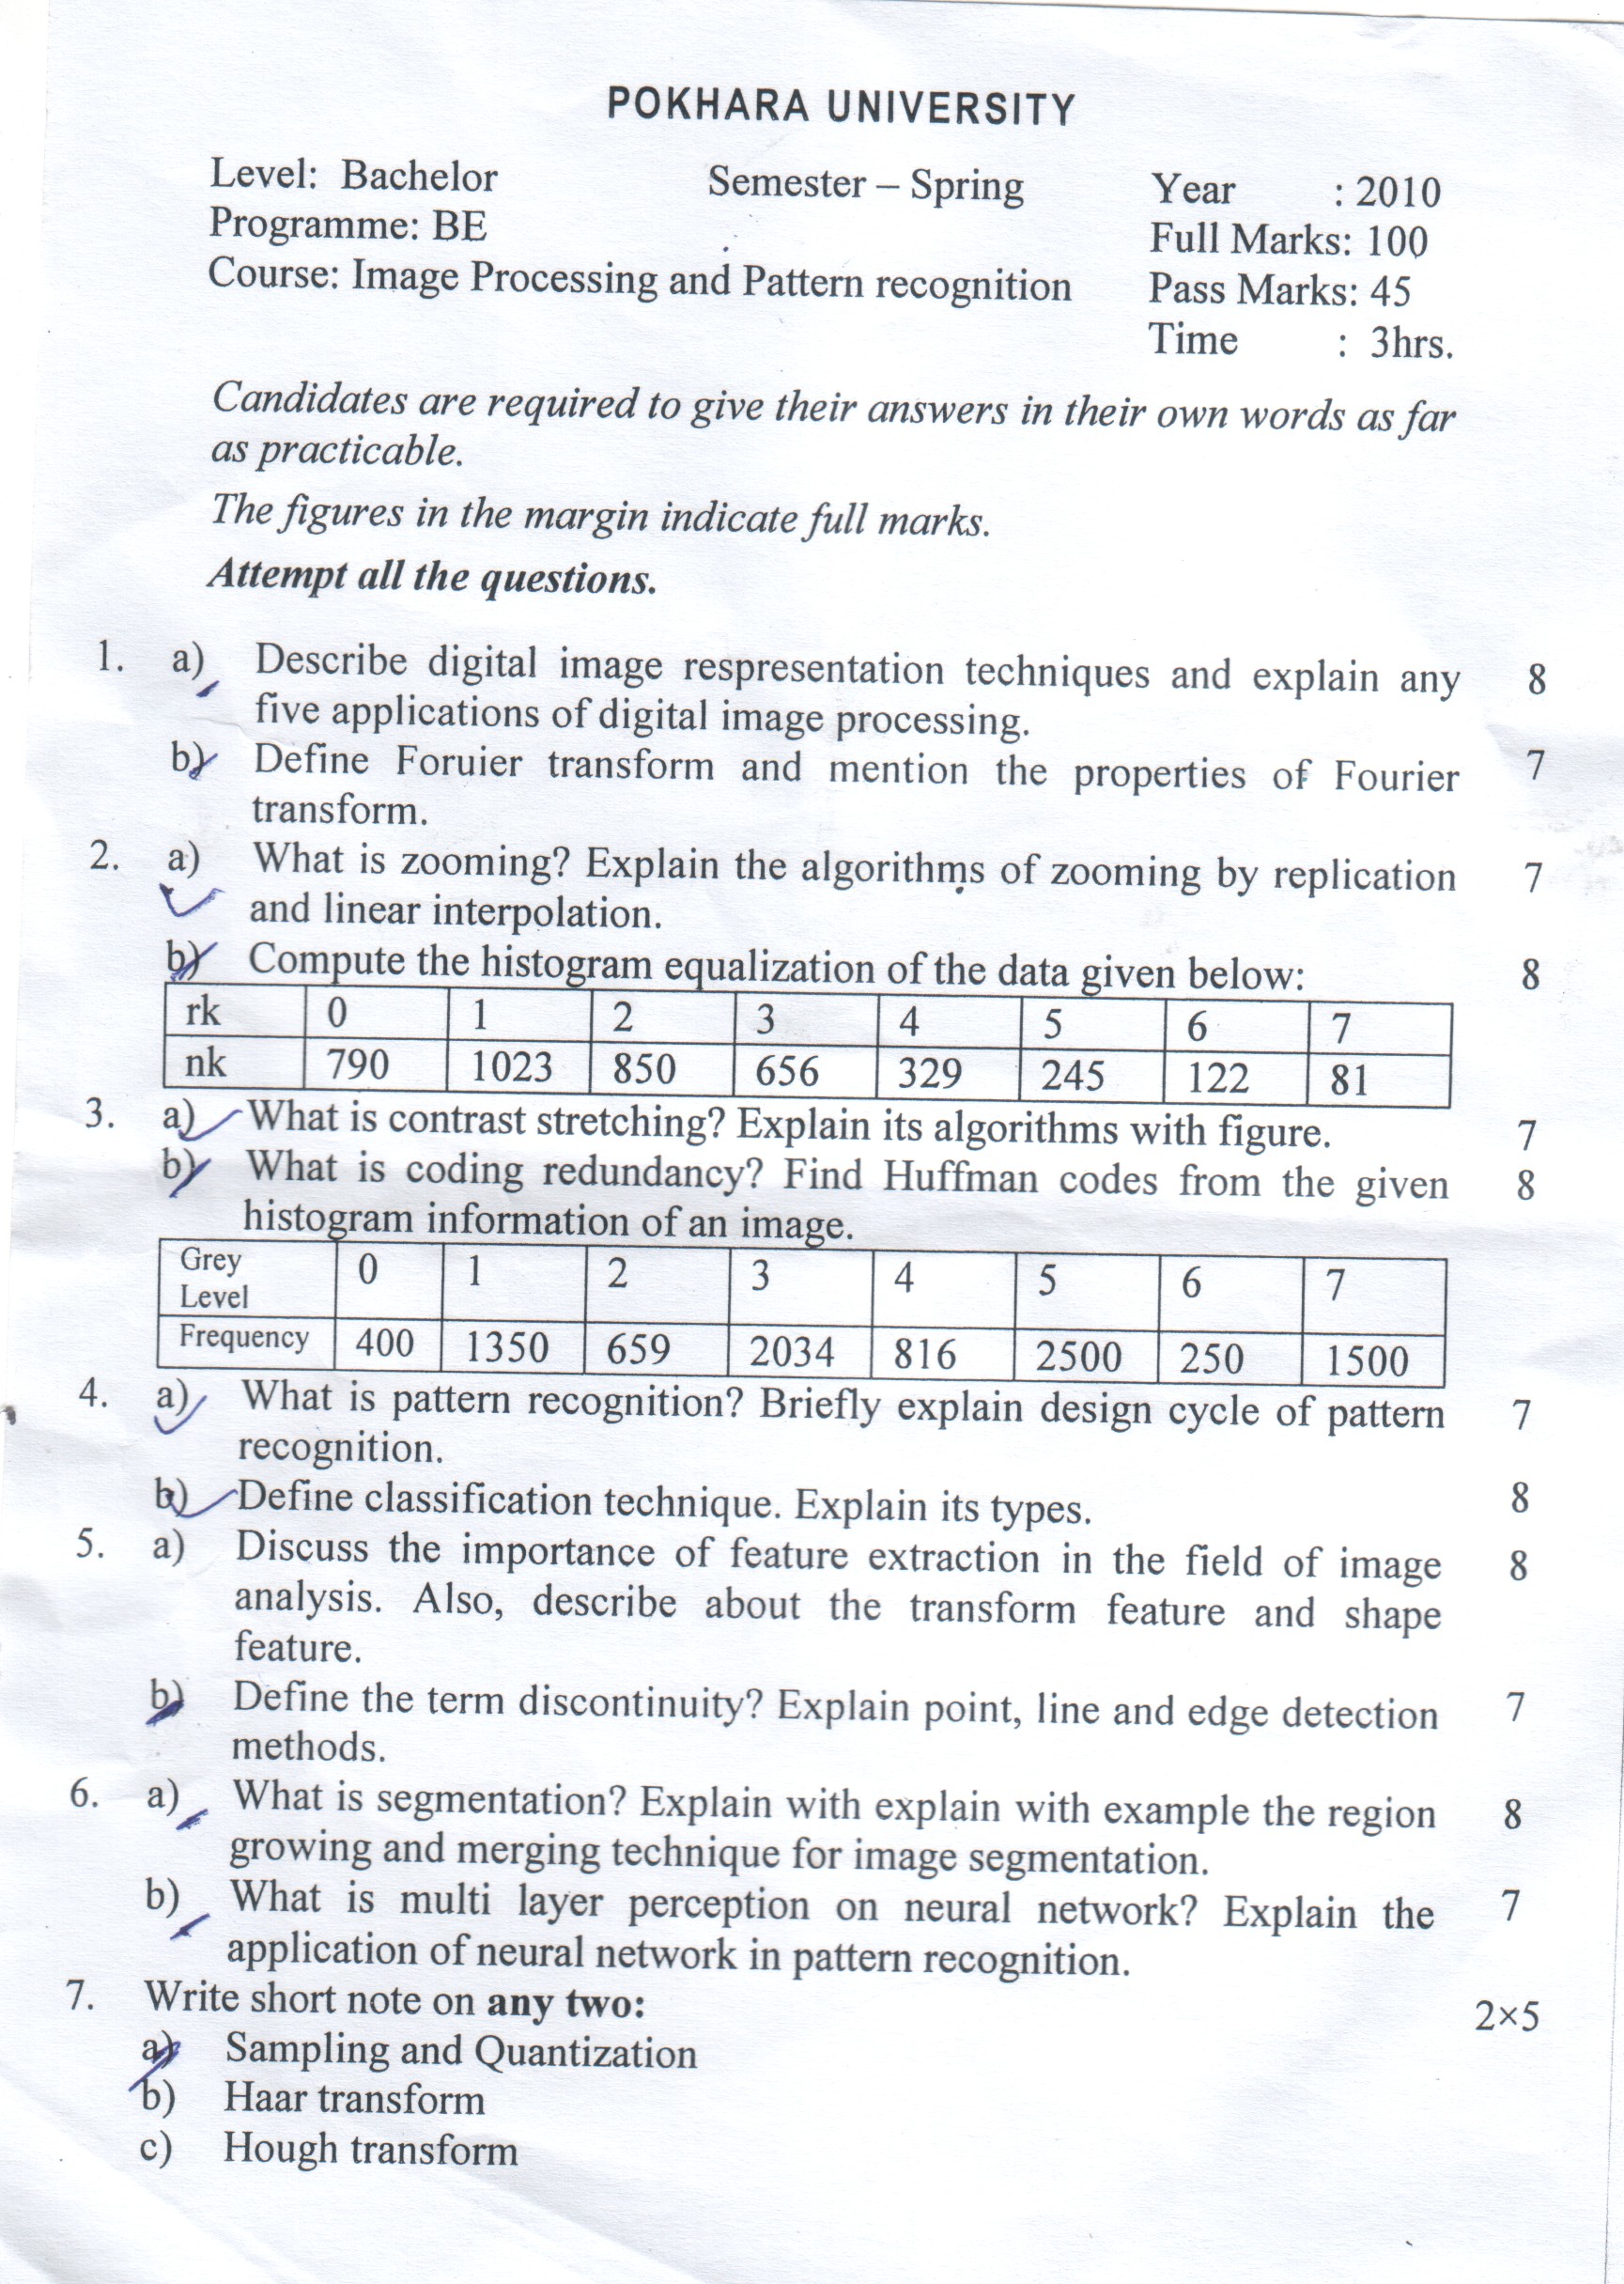 POKHARA UNIVERSITY
Level: Bachelor Semester – Spring Year : 2010
Programme: BE Full Marks: 100
Course: Image Processing and Pattern recognition Pass Marks: 45
Time : 3hrs.
Candidates are required to give their answers in their own words as far
as practicable.
The figures in the margin indicate full marks.
Attempt all the questions.
1. a) Describe digital image respresentation techniques and explain any 8
five applications of digital image processing.
b) Define Foruier transform and mention the properties of Fourier 7
transform.
2. a) What is zooming? Explain the algorithms of zooming by replication 7
and linear interpolation.
b) Compute the histogram equalization of the data given below: 8
rk 0 1 2 3 4 5 6 7
nk 790 1023 850 656 329 245 122 81
3. a) What is contrast stretching? Explain its algorithms with figure. 7
b) What is coding redundancy? Find Huffman codes from the given 8
histogram information of an image.
Grey 0 1 2 3 4 5 6 7
Level
Frequency 400 1350 659 2034 816 2500 250 1500
4. a) What is pattern recognition? Briefly explain design cycle of pattern 7
recognition.
b) Define classification technique. Explain its types. 8
5. a) Discuss the importance of feature extraction in the field of image 8
analysis. Also, describe about the transform feature and shape
feature.
b) Define the term discontinuity? Explain point, line and edge detection 7
methods.
6. a) What is segmentation? Explain with explain with example the region 8
growing and merging technique for image segmentation.
b) What is multi layer perception on neural network? Explain the 7
application of neural network in pattern recognition.
7. Write short note on any two: 2×5
a) Sampling and Quantization
b) Haar transform
c) Hough transform